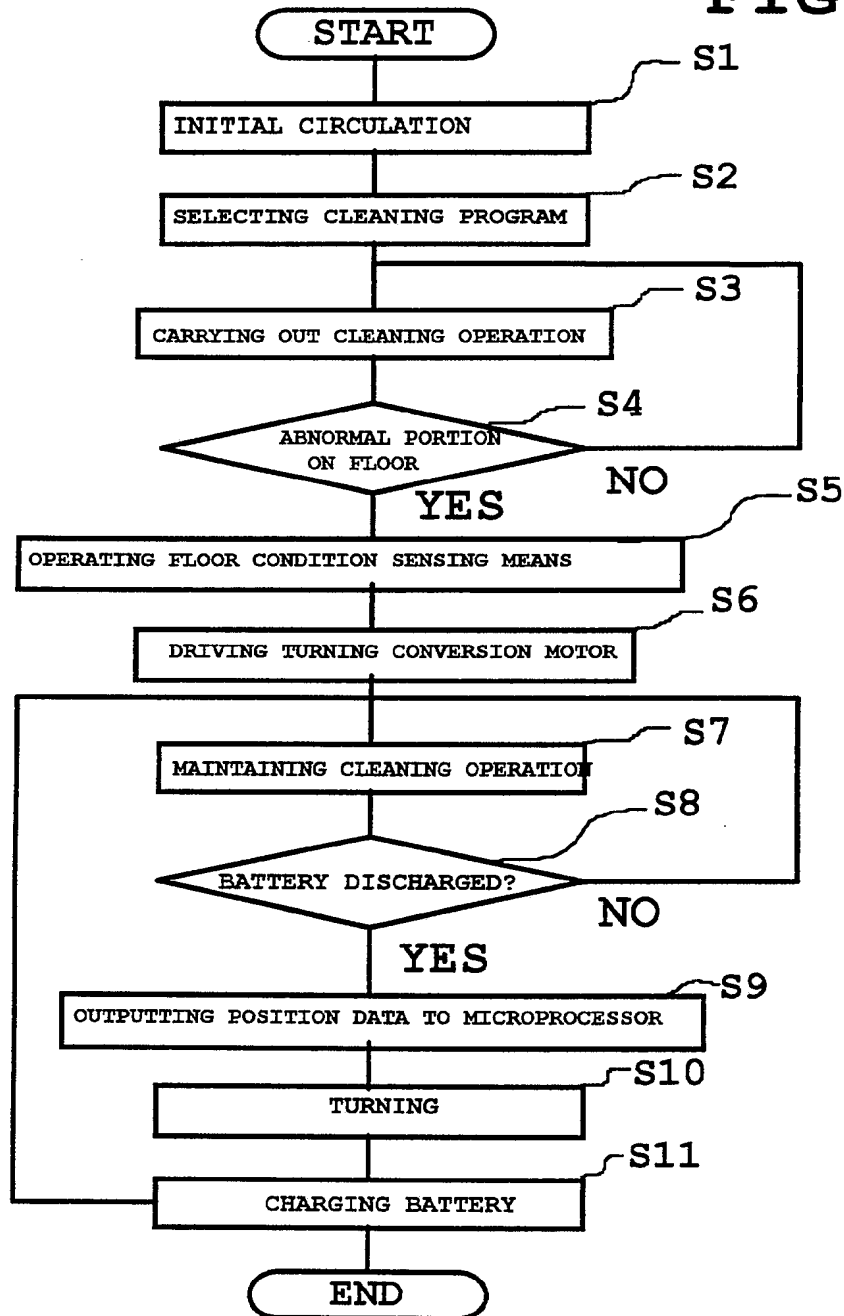 FIG
START
S1
INITIAL CIRCULATION
S2
SELECTING CLEANING PROGRAM
S3
CARRYING OUT CLEANING OPERATION
S4
ABNORMAL PORTION
ON FLOOR
NO
YES
S5
OPERATING FLOOR CONDITION SENSING MEANS
S6
DRIVING TURNING CONVERSION MOTOR
S7
MAINTAINING CLEANING OPERATION
S8
BATTERY DISCHARGED?
NO
YES
S9
OUTPUTTING POSITION DATA TO MICROPROCESSOR
S10
TURNING
S11
CHARGING BATTERY
END